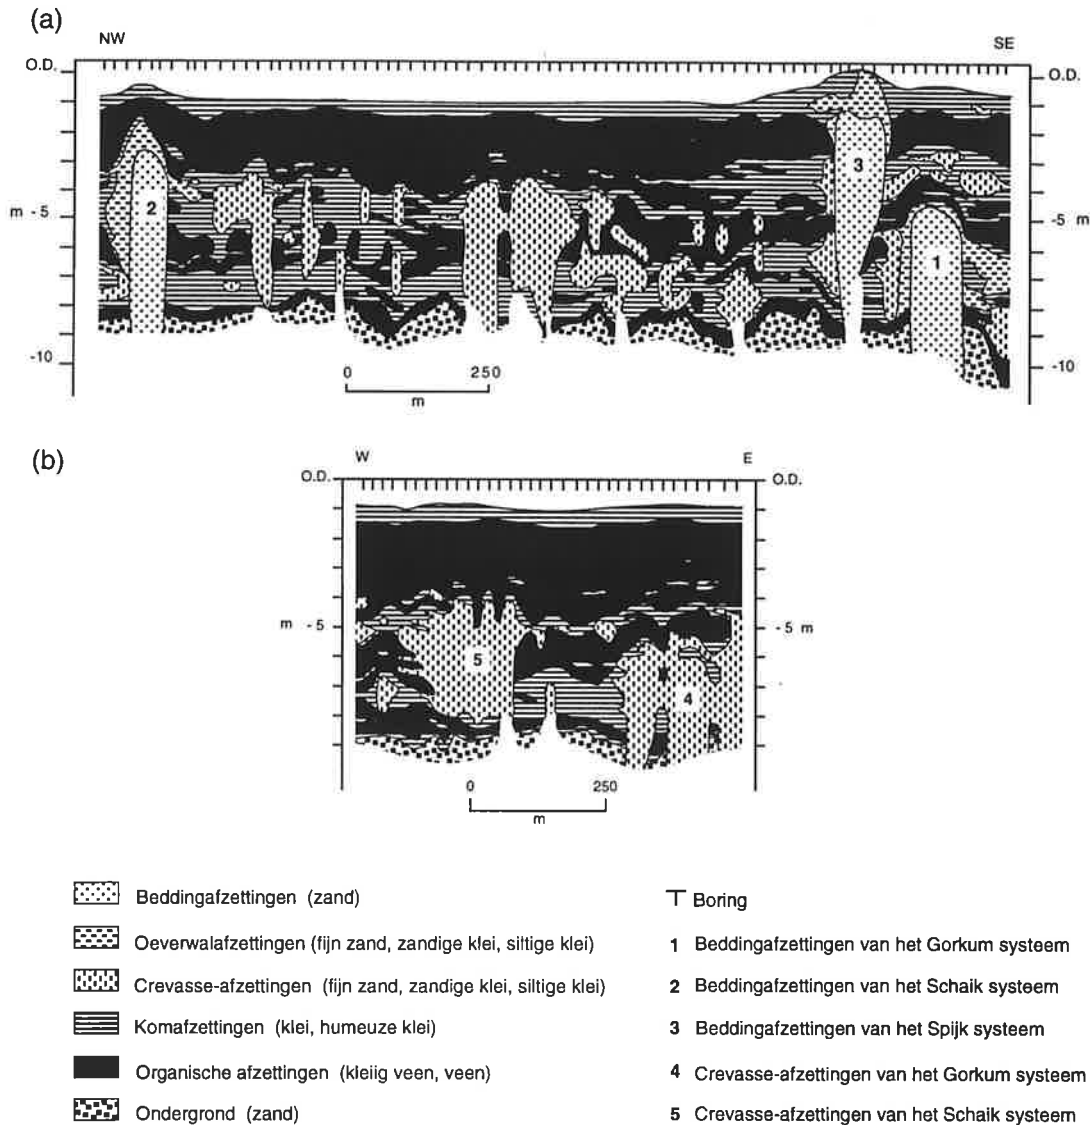 (a)
NW
SE
O.D.
O.D.
3
2
m - 5
-5 m
1
-10
-10
0 250
m
(b)
W
E
O.D.
O.D.
m - 5
- 5 m
5
4
0 250
m
Beddingafzettingen (zand)
Oeverwalafzettingen (fijn zand, zandige klei, siltige klei)
Crevasse-afzettingen (fijn zand, zandige klei, siltige klei)
Komafzettingen (klei, humeuze klei)
Organische afzettingen (kleiig veen, veen)
Ondergrond (zand)
Boring
1 Beddingafzettingen van het Gorkum systeem
2 Beddingafzettingen van het Schaik systeem
3 Beddingafzettingen van het Spijk systeem
4 Crevasse-afzettingen van het Gorkum systeem
5 Crevasse-afzettingen van het Schaik systeem